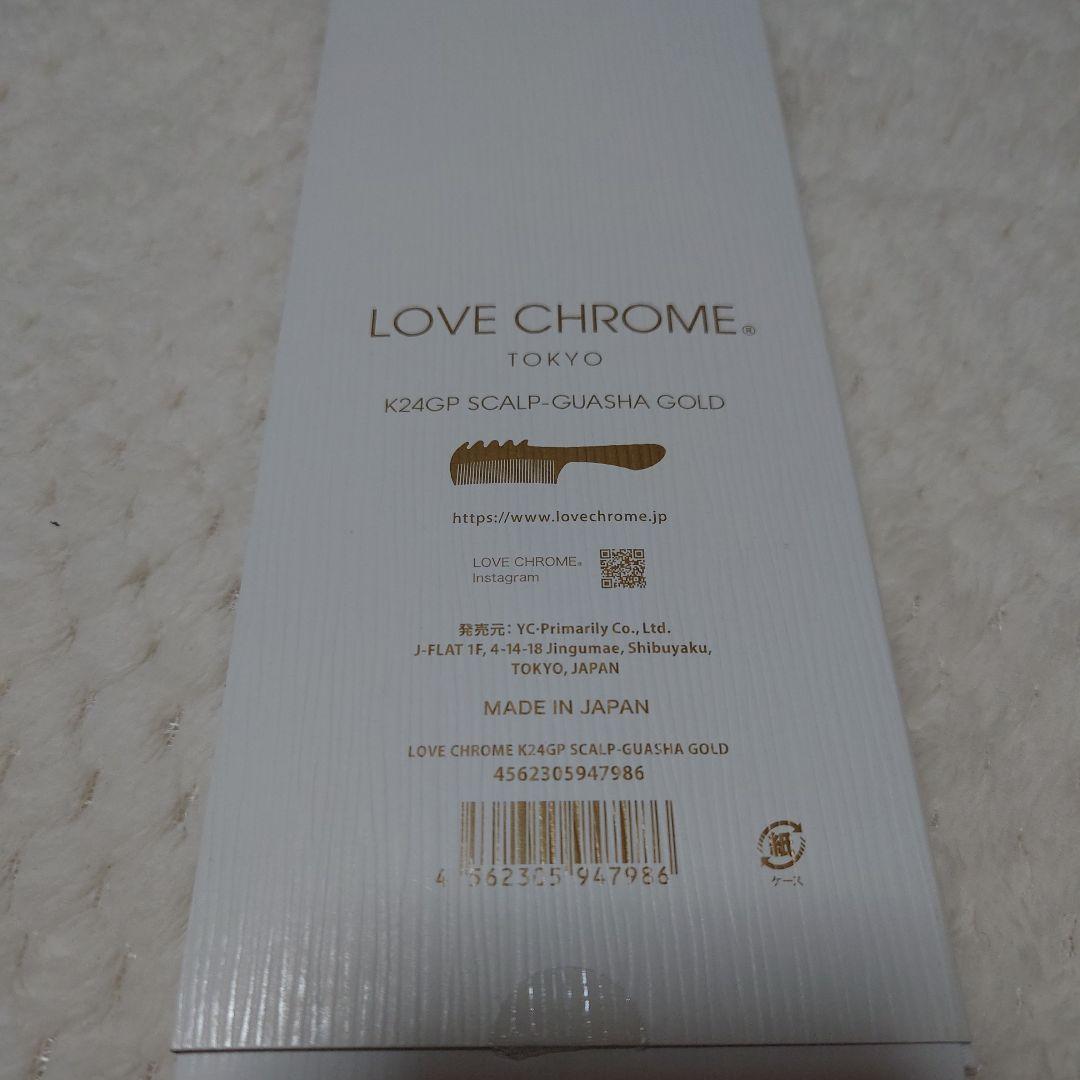 LOVE CHROME®
TOKYO
K24GP SCALP-GUASHA GOLD
https://www.lovechrome.jp
LOVE CHROME®
Instagram
発売元: YC·Primarily Co., Ltd.
J-FLAT 1F, 4-14-18 Jingumae, Shibuyaku,
TOKYO, JAPAN
MADE IN JAPAN
LOVE CHROME K24GP SCALP-GUASHA GOLD
4562305947986
4 562305 947986
紙
ケース